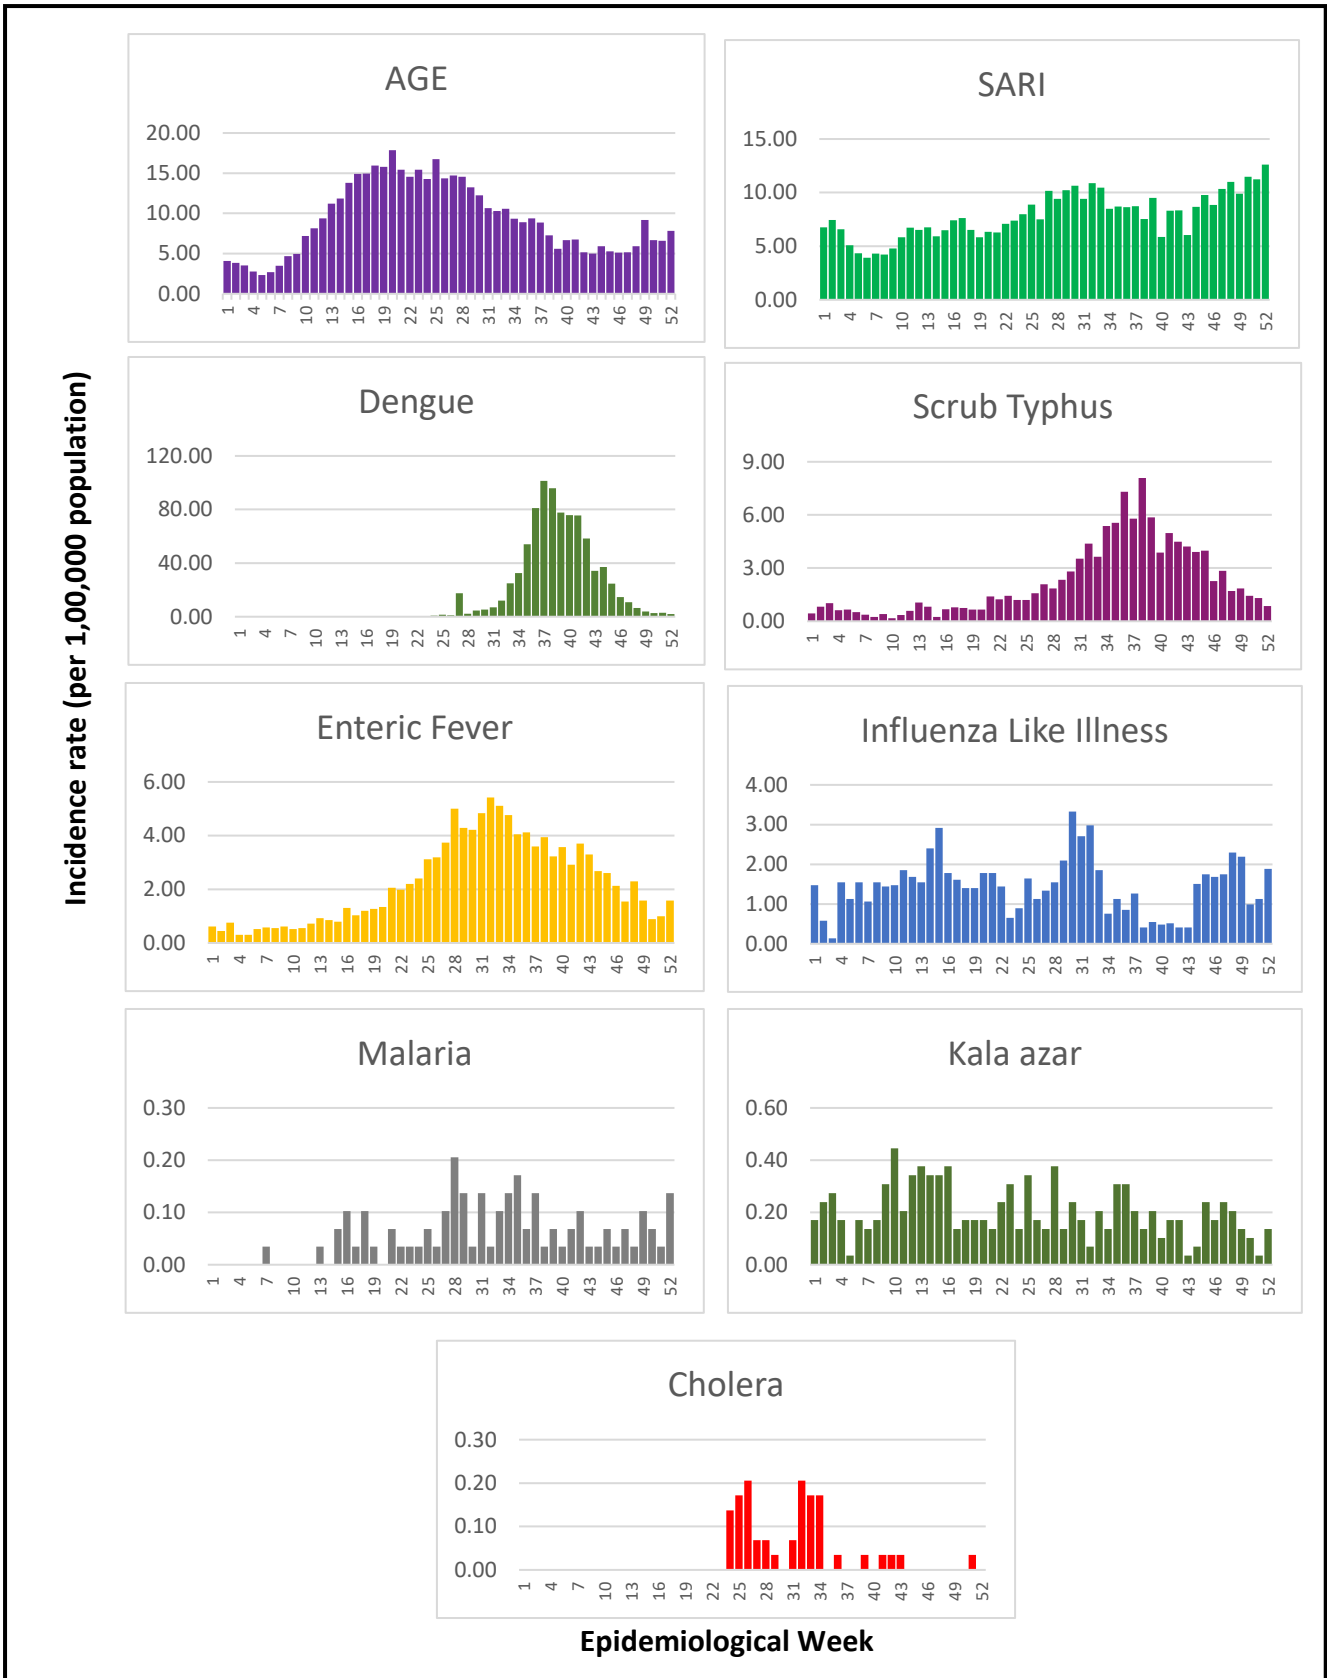 AGE
20.00
15.00
10.00
5.00
0.00
1 4 7 10 13 16 19 22 25 28 31 34 37 40 43 46 49 52
SARI
15.00
10.00
5.00
0.00
1 4 7 10 13 16 19 22 25 28 31 34 37 40 43 46 49 52
Incidence rate (per 1,00,000 population)
Dengue
120.00
80.00
40.00
0.00
1 4 7 10 13 16 19 22 25 28 31 34 37 40 43 46 49 52
Scrub Typhus
9.00
6.00
3.00
0.00
1 4 7 10 13 16 19 22 25 28 31 34 37 40 43 46 49 52
Enteric Fever
6.00
4.00
2.00
0.00
1 4 7 10 13 16 19 22 25 28 31 34 37 40 43 46 49 52
Influenza Like Illness
4.00
3.00
2.00
1.00
0.00
1 4 7 10 13 16 19 22 25 28 31 34 37 40 43 46 49 52
Malaria
0.30
0.20
0.10
0.00
1 4 7 10 13 16 19 22 25 28 31 34 37 40 43 46 49 52
Kala azar
0.60
0.40
0.20
0.00
1 4 7 10 13 16 19 22 25 28 31 34 37 40 43 46 49 52
Cholera
0.30
0.20
0.10
0.00
1 4 7 10 13 16 19 22 25 28 31 34 37 40 43 46 49 52
Epidemiological Week